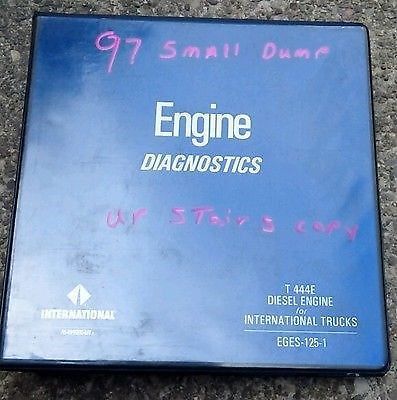 97 Small Dump
Engine
DIAGNOSTICS
UP STairs copy
T 444E
DIESEL ENGINE
for
INTERNATIONAL TRUCKS
EGES-125-1
INTERNATIONAL